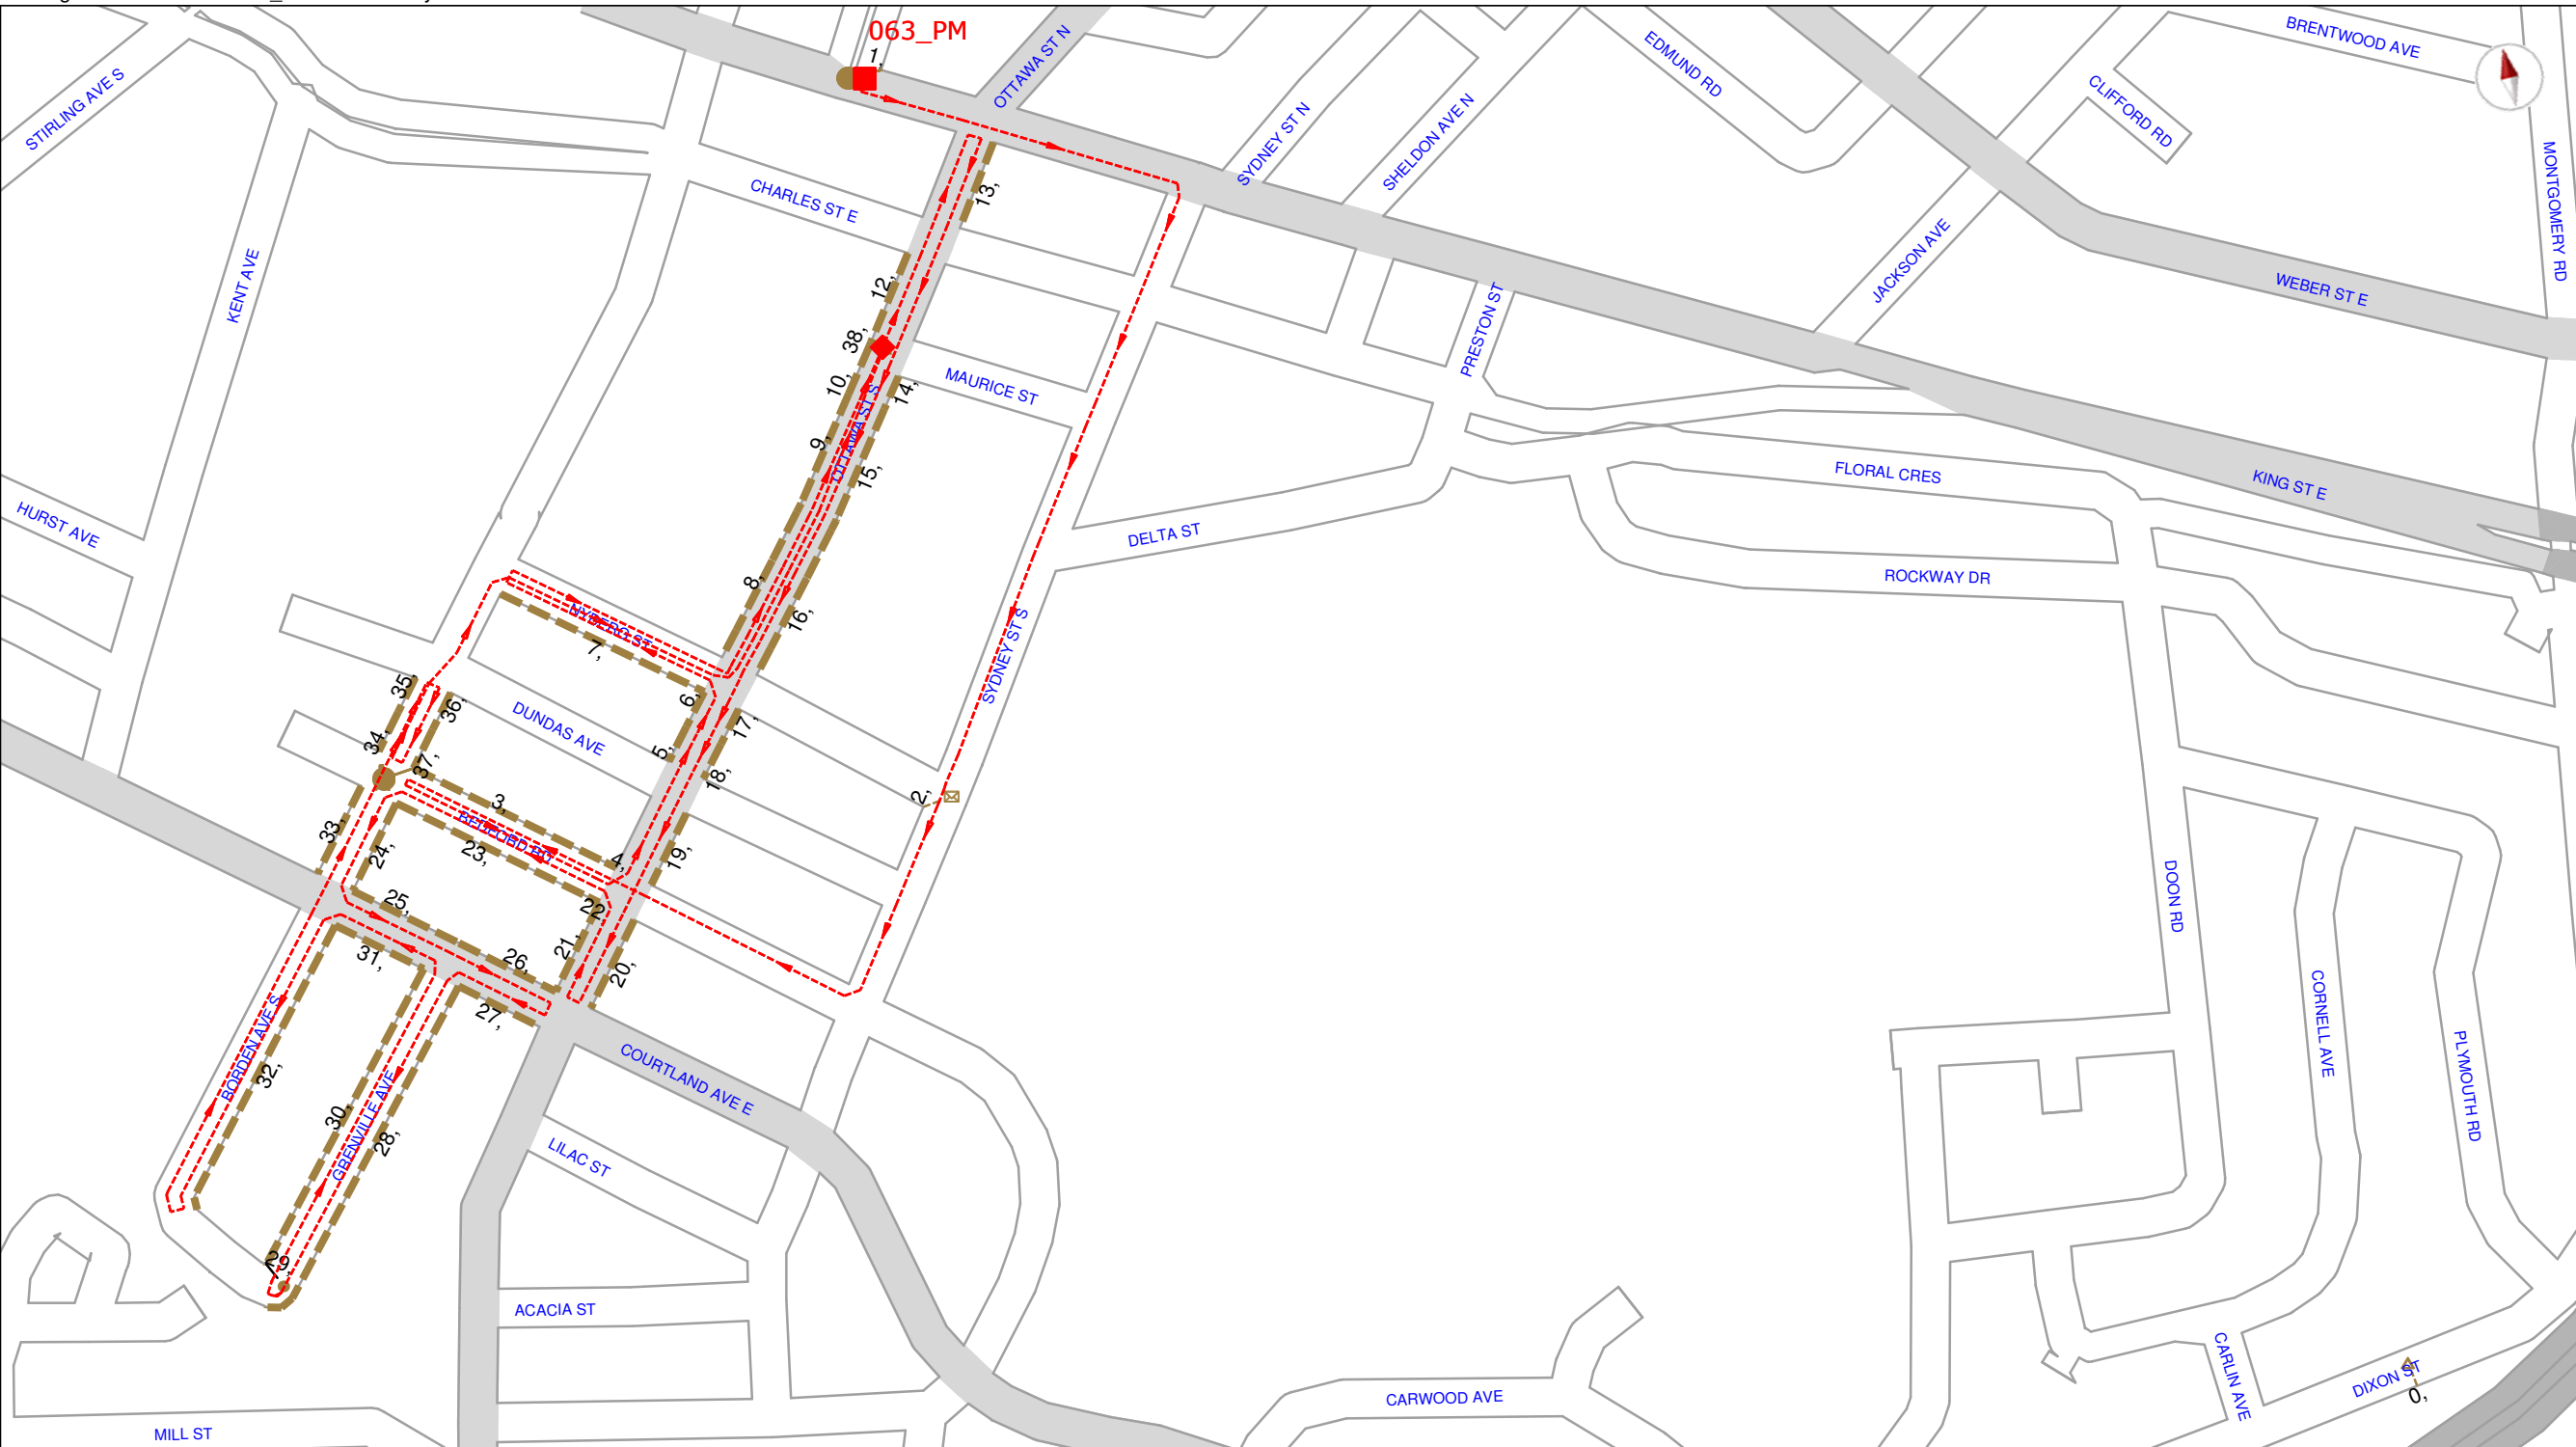 063_PM
1,
OTTAWA ST N
BRENTWOOD AVE
EDMUND RD
CLIFFORD RD
STIRLING AVE S
SYDNEY ST N
SHELDON AVE N
MONTGOMERY RD
CHARLES ST E
13,
KENT AVE
JACKSON AVE
WEBER ST E
12,
38,
PRESTON ST
10,
MAURICE ST
14,
OTTAWA ST S
9,
15,
FLORAL CRES
KING ST E
HURST AVE
DELTA ST
8,
ROCKWAY DR
16,
NYBERG ST
7,
SYDNEY ST S
35,
36,
6,
DUNDAS AVE
17,
34,
5,
37,
18,
2,
3,
33,
BEDFORD RD
24,
23,
4,
19,
DOON RD
25,
22
21,
26,
31,
20,
27,
CORNELL AVE
BORDEN AVE S
32,
COURTLAND AVE E
PLYMOUTH RD
30,
GRENVILLE AVE
28,
LILAC ST
29,
ACACIA ST
CARLIN AVE
DIXON ST
0,
CARWOOD AVE
MILL ST